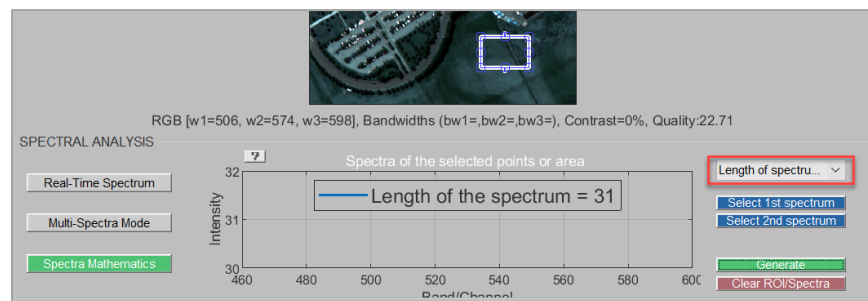 RGB [w1=506, w2=574, w3=598], Bandwidths (bw1=,bw2=,bw3=), Contrast=0%, Quality:22.71
SPECTRAL ANALYSIS
?
Spectra of the selected points or area
Real-Time Spectrum
Multi-Spectra Mode
Spectra Mathematics
Intensity
32
31
30
Length of the spectrum = 31
460 480 500 520 540 560 580 600
Band/Channel
Length of spectru...
Select 1st spectrum
Select 2nd spectrum
Generate
Clear ROI/Spectra